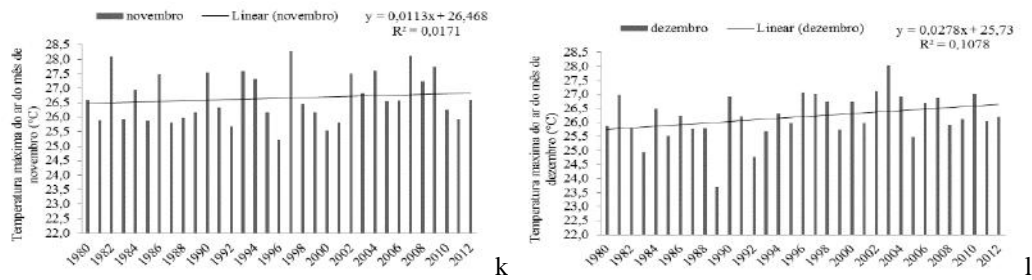 novembro Linear (novembro) y = 0,0113x + 26,468
R² = 0,0171
Temperatura máxima do ar do mês de
novembro (°C)
28,5
28,0
27,5
27,0
26,5
26,0
25,5
25,0
24,5
24,0
23,5
23,0
22,5
22,0
1980 1982 1984 1986 1988 1990 1992 1994 1996 1998 2000 2002 2004 2006 2008 2010 2012
k
dezembro Linear (dezembro) y = 0,0278x + 25,73
R² = 0,1078
Temperatura maxima do ar do mês de
dezembro (°C)
28,5
28,0
27,5
27,0
26,5
26,0
25,5
25,0
24,5
24,0
23,5
23,0
22,5
22,0
1980 1982 1984 1986 1988 1990 1992 1994 1996 1998 2000 2002 2004 2006 2008 2010 2012
l